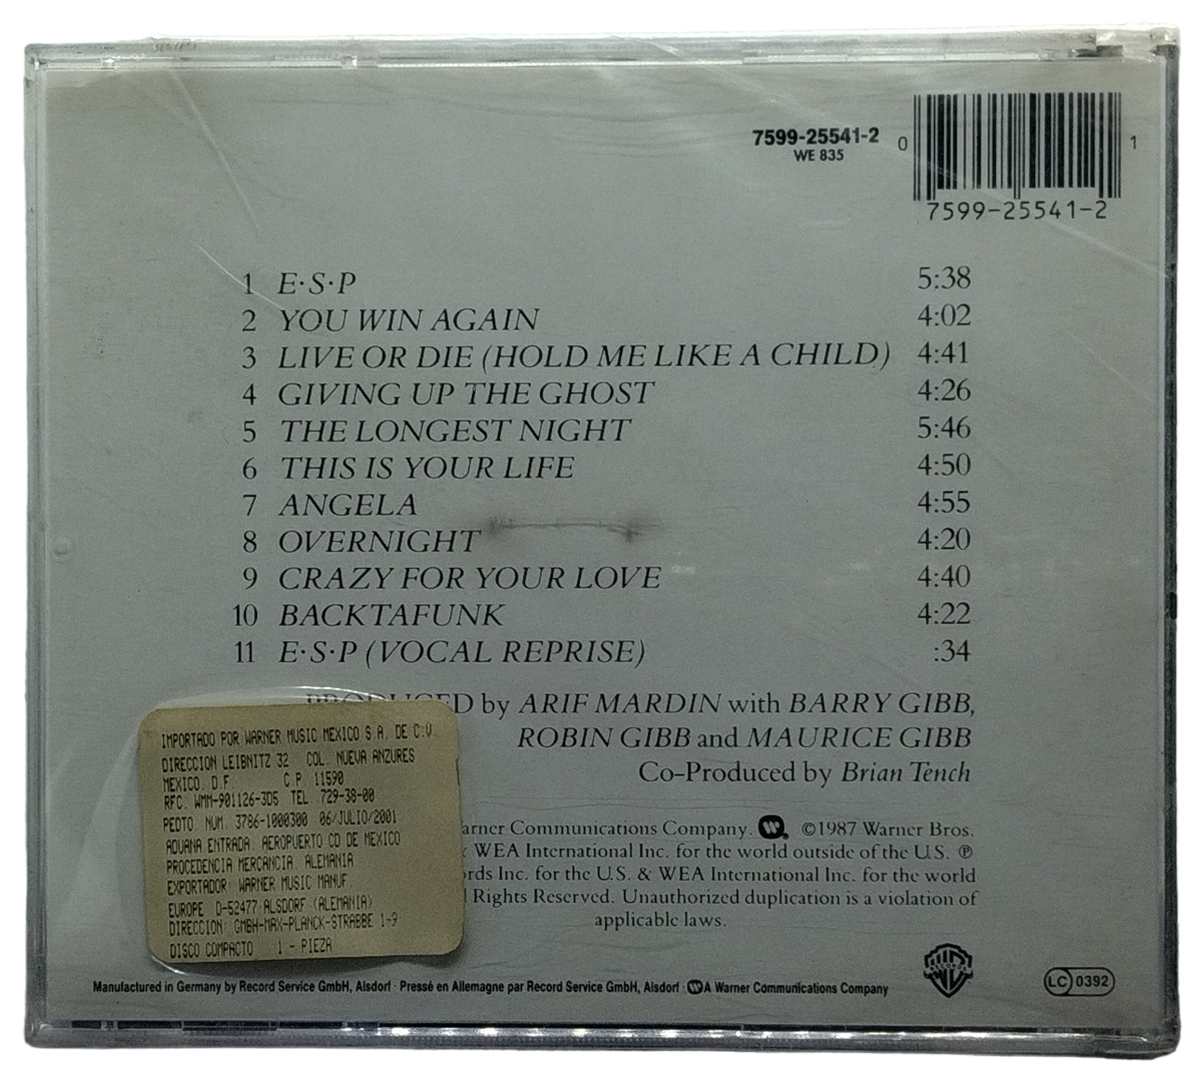 7599-25541-2
WE 835
0 1
7599-25541-2
1 E·S·P 5:38
2 YOU WIN AGAIN 4:02
3 LIVE OR DIE (HOLD ME LIKE A CHILD) 4:41
4 GIVING UP THE GHOST 4:26
5 THE LONGEST NIGHT 5:46
6 THIS IS YOUR LIFE 4:50
7 ANGELA 4:55
8 OVERNIGHT 4:20
9 CRAZY FOR YOUR LOVE 4:40
10 BACKTAFUNK 4:22
11 E·S·P (VOCAL REPRISE) :34
PRODUCED by ARIF MARDIN with BARRY GIBB,
ROBIN GIBB and MAURICE GIBB
Co-Produced by Brian Tench
IMPORTADO POR WARNER MUSIC MEXICO S.A. DE C.V.
DIRECCION LEIBNITZ 32 COL. NUEVA ANZURES
MEXICO. D.F. C.P. 11590
RFC. WMM-901126-3D5 TEL 729-38-00
PEDTO. NUM. 3786-1000300 06/JULIO/2001
ADUANA ENTRADA. AEROPUERTO CD DE MEXICO
PROCEDENCIA MERCANCIA. ALEMANIA
EXPORTADOR: WARNER MUSIC MANUF.
EUROPE D-52477 ALSDORF (ALEMANIA)
DIRECCION: GMBH-MAX-PLANCK-STRABBE 1-9
DISCO COMPACTO 1 - PIEZA
arner Communications Company. ©1987 Warner Bros.
WEA International Inc. for the world outside of the U.S. ℗
rds Inc. for the U.S. & WEA International Inc. for the world
Rights Reserved. Unauthorized duplication is a violation of
applicable laws.
Manufactured in Germany by Record Service GmbH, Alsdorf · Pressé en Allemagne par Record Service GmbH, Alsdorf · A Warner Communications Company
RECORDS
LC 0392